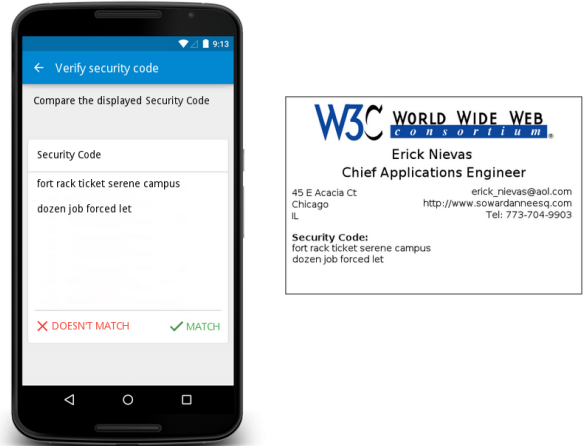 9:13
Verify security code
Compare the displayed Security Code
Security Code
fort rack ticket serene campus
dozen job forced let
DOESN'T MATCH
MATCH
W3C WORLD WIDE WEB
consortium
®
Erick Nievas
Chief Applications Engineer
45 E Acacia Ct
Chicago
IL
erick_nievas@aol.com
http://www.sowardanneesq.com
Tel: 773-704-9903
Security Code:
fort rack ticket serene campus
dozen job forced let